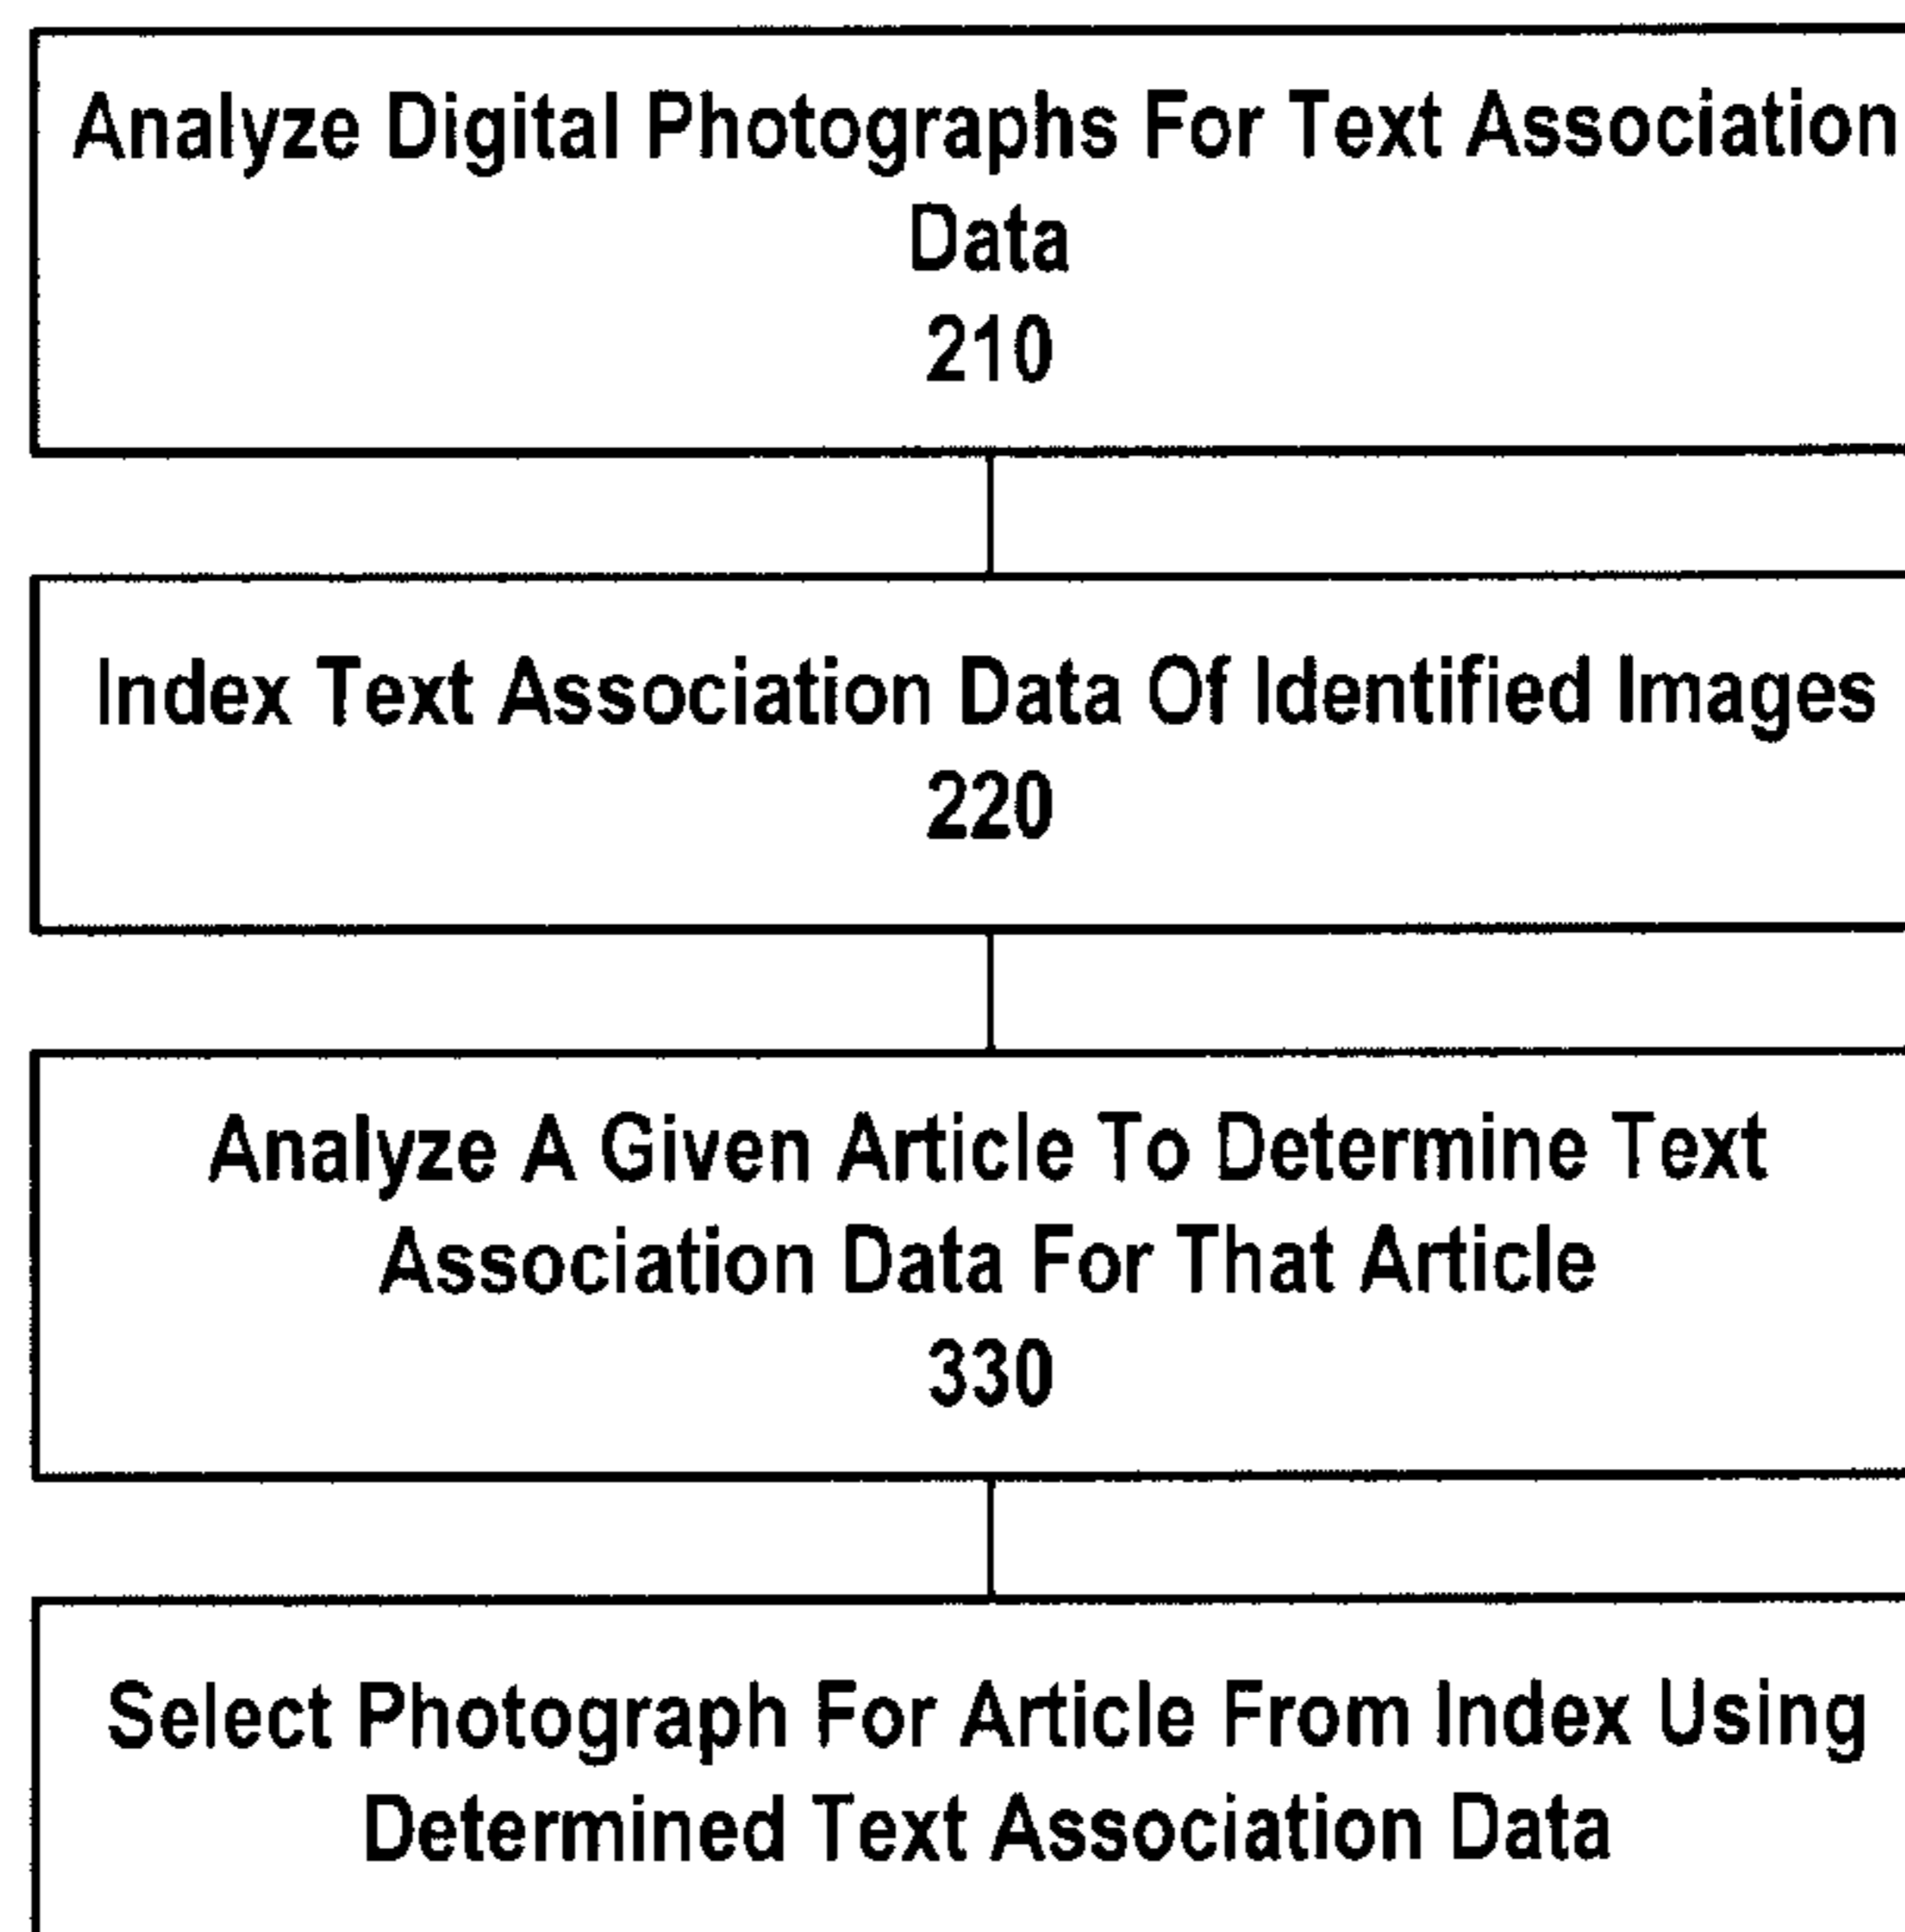 Analyze Digital Photographs For Text Association
Data
210
Index Text Association Data Of Identified Images
220
Analyze A Given Article To Determine Text
Association Data For That Article
330
Select Photograph For Article From Index Using
Determined Text Association Data